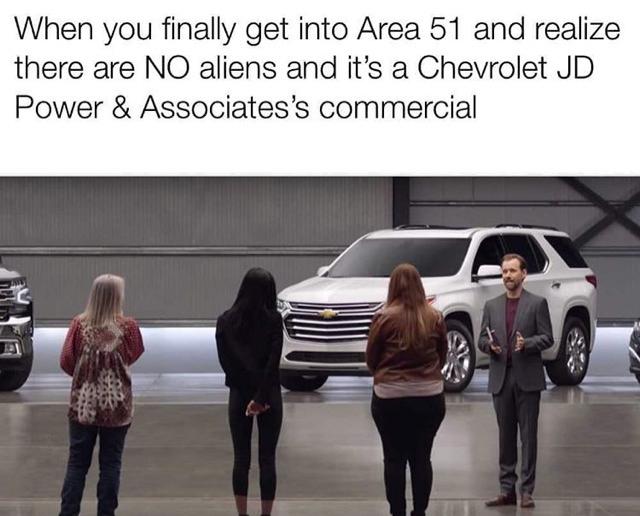 When you finally get into Area 51 and realize
there are NO aliens and it's a Chevrolet JD
Power & Associates's commercial